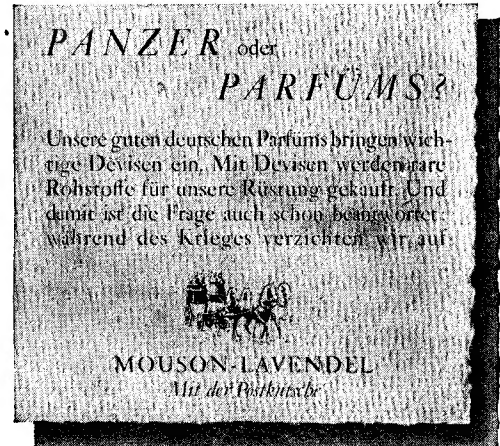 PANZER oder
PARFÜMS?
Unsere guten deutschen Parfüms bringen wich-
tige Devisen ein. Mit Devisen werden rare
Rohstoffe für unsere Rüstung gekauft. Und
damit ist die Frage auch schon beantwortet:
während des Krieges verzichten wir auf
MOUSON-LAVENDEL
Mit der Postkutsche